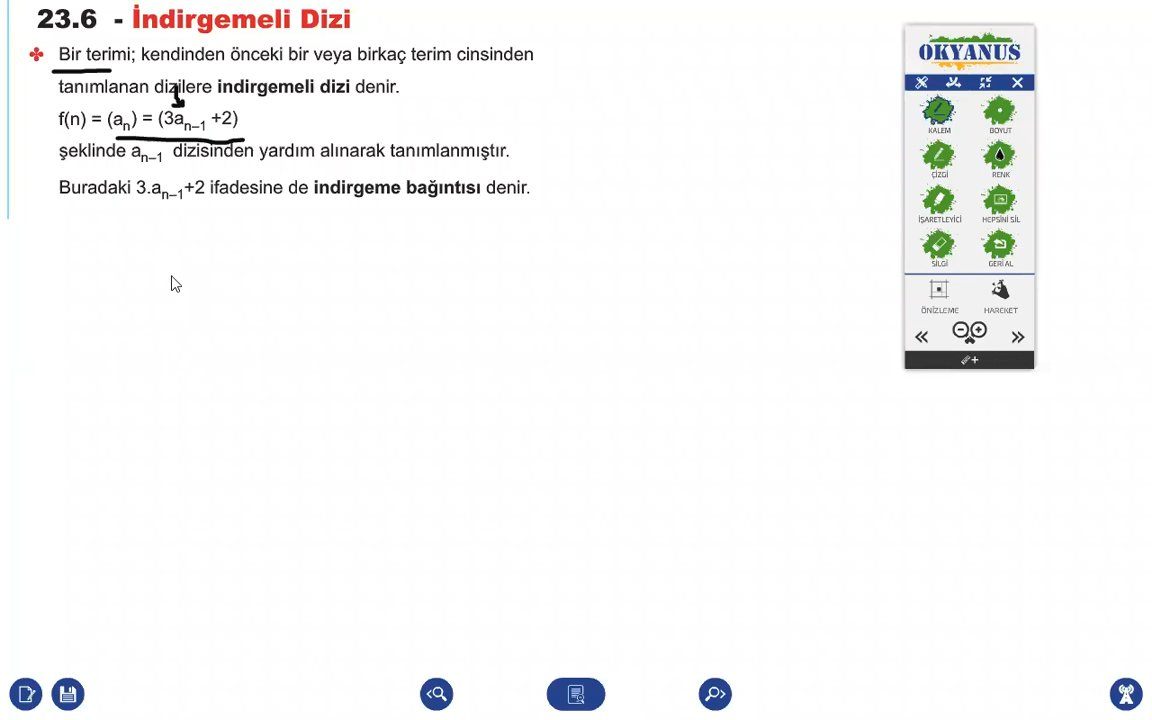 23.6 - İndirgemeli Dizi
Bir terimi; kendinden önceki bir veya birkaç terim cinsinden
tanımlanan dizilere indirgemeli dizi denir.
f(n) = (aₙ) = (3aₙ₋₁ +2)
şeklinde aₙ₋₁ dizisinden yardım alınarak tanımlanmıştır.
Buradaki 3.aₙ₋₁+2 ifadesine de indirgeme bağıntısı denir.
OKYANUS
KALEM BOYUT
ÇİZGİ RENK
İŞARETLEYİCİ HEPSİNİ SİL
SİLGİ GERİ AL
ÖNİZLEME HAREKET